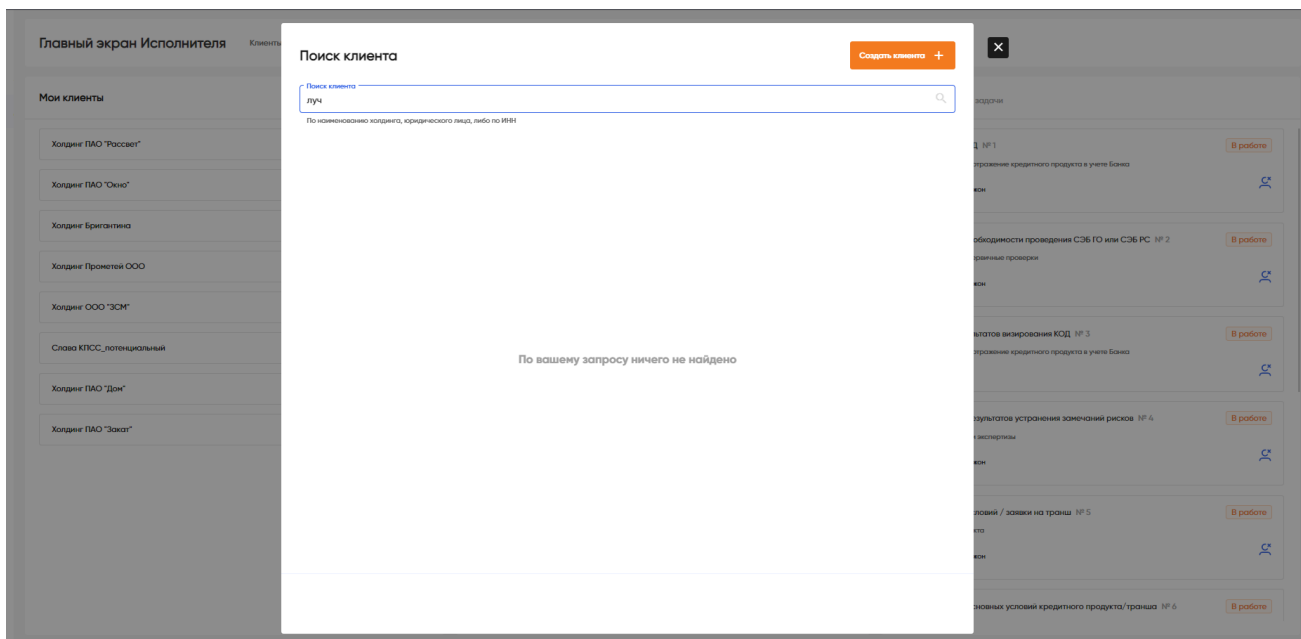 Главный экран Исполнителя
Клиенты
Поиск клиента
Создать клиента
Мои клиенты
Поиск клиента
луч
По наименованию холдинга, юридического лица, либо по ИНН
задачи
Холдинг ПАО "Рассвет"
Холдинг ПАО "Окно"
Холдинг Бригантина
Холдинг Прометей ООО
Холдинг ООО "ЗСМ"
Слава КПСС_потенциальный
Холдинг ПАО "Дом"
Холдинг ПАО "Закат"
По вашему запросу ничего не найдено
№ 1
В работе
отражение кредитного продукта в учете Банка
проведения СЭБ ГО или СЭБ РС № 2
В работе
проверки
визирования КОД № 3
В работе
отражение кредитного продукта в учете Банка
устранения замечаний рисков № 4
В работе
экспертизы
/ заявки на транш № 5
В работе
условий кредитного продукта/транша № 6
В работе